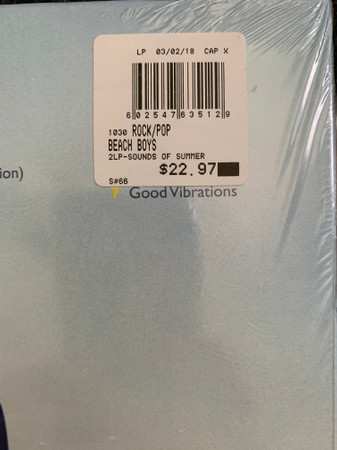 LP 03/02/18 CAP X
6 02547 63512 9
1030 ROCK/POP
BEACH BOYS
2LP-SOUNDS OF SUMMER
$22.97
S#66
ion)
Good Vibrations